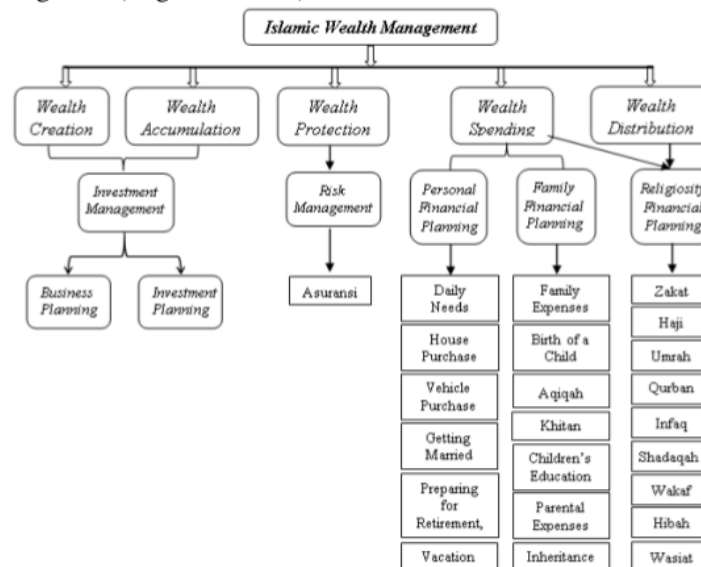 Islamic Wealth Management
Wealth
Creation
Wealth
Accumulation
Wealth
Protection
Wealth
Spending
Wealth
Distribution
Investment
Management
Risk
Management
Personal
Financial
Planning
Family
Financial
Planning
Religiosity
Financial
Planning
Business
Planning
Investment
Planning
Asuransi
Daily
Needs
House
Purchase
Vehicle
Purchase
Getting
Married
Preparing
for
Retirement,
Vacation
Family
Expenses
Birth of a
Child
Aqiqah
Khitan
Children's
Education
Parental
Expenses
Inheritance
Zakat
Haji
Umrah
Qurban
Infaq
Shadaqah
Wakaf
Hibah
Wasiat